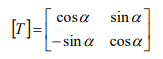 [T] = [ cos α sin α
−sin α cos α ]